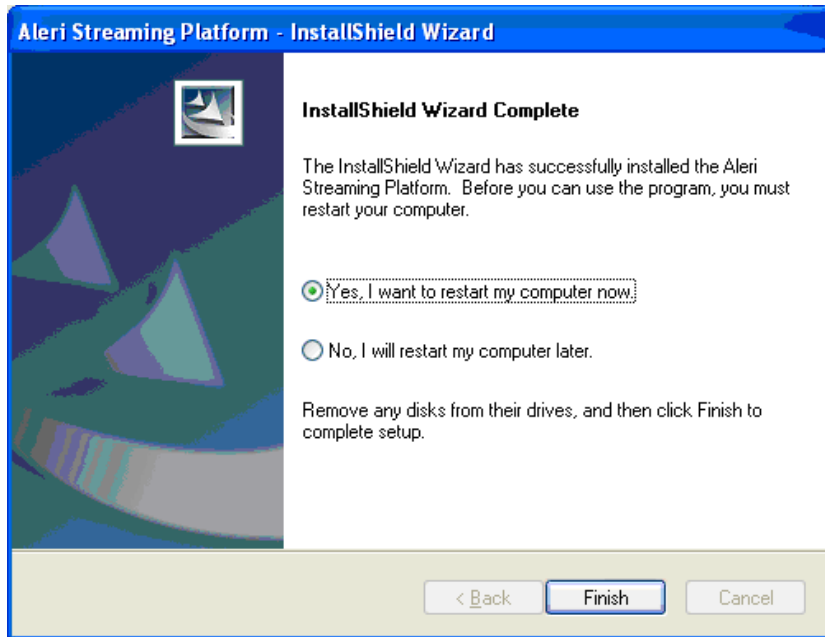 Aleri Streaming Platform - InstallShield Wizard
InstallShield Wizard Complete
The InstallShield Wizard has successfully installed the Aleri
Streaming Platform. Before you can use the program, you must
restart your computer.
Yes, I want to restart my computer now.
No, I will restart my computer later.
Remove any disks from their drives, and then click Finish to
complete setup.
< Back
Finish
Cancel